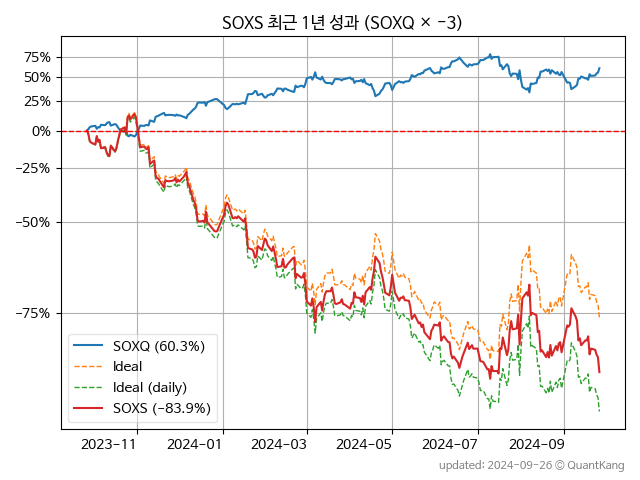 SOXS 최근 1년 성과 (SOXQ × −3)
75%
50%
25%
0%
−25%
−50%
−75%
SOXQ (60.3%)
Ideal
Ideal (daily)
SOXS (−83.9%)
2023−11
2024−01
2024−03
2024−05
2024−07
2024−09
updated: 2024−09−26 © QuantKang